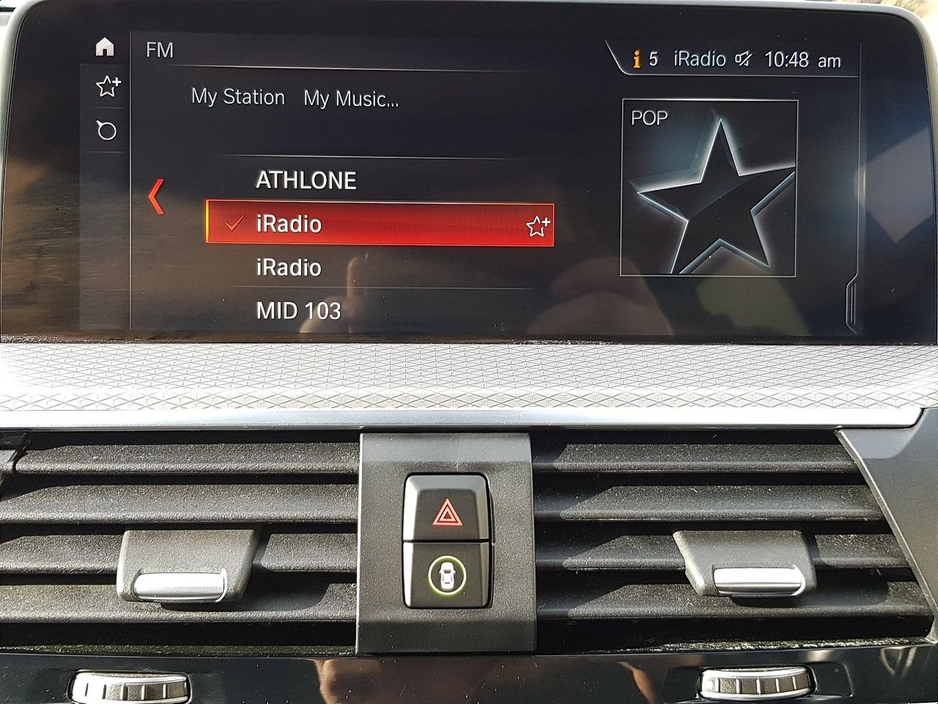 FM
i 5 iRadio 10:48 am
My Station My Music...
POP
ATHLONE
iRadio
iRadio
MID 103